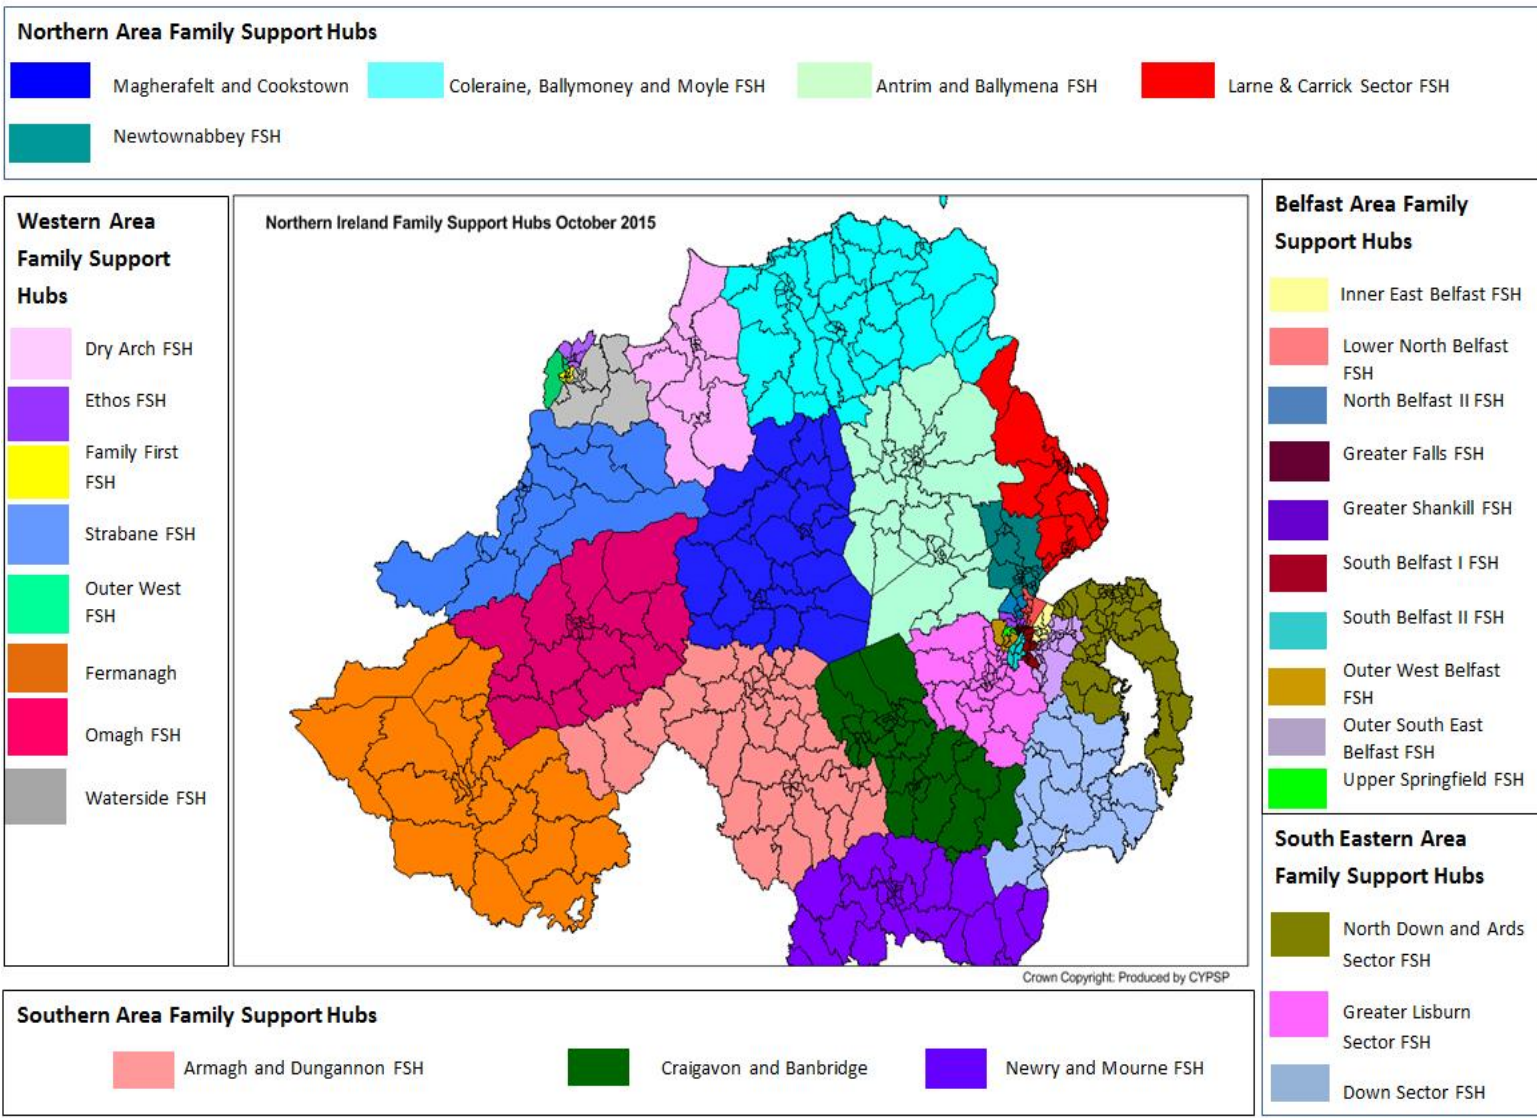 Northern Area Family Support Hubs
Magherafelt and Cookstown
Coleraine, Ballymoney and Moyle FSH
Antrim and Ballymena FSH
Larne & Carrick Sector FSH
Newtownabbey FSH
Western Area
Family Support
Hubs
Dry Arch FSH
Ethos FSH
Family First
FSH
Strabane FSH
Outer West
FSH
Fermanagh
Omagh FSH
Waterside FSH
Northern Ireland Family Support Hubs October 2015
Crown Copyright: Produced by CYPSP
Belfast Area Family
Support Hubs
Inner East Belfast FSH
Lower North Belfast
FSH
North Belfast II FSH
Greater Falls FSH
Greater Shankill FSH
South Belfast I FSH
South Belfast II FSH
Outer West Belfast
FSH
Outer South East
Belfast FSH
Upper Springfield FSH
South Eastern Area
Family Support Hubs
North Down and Ards
Sector FSH
Greater Lisburn
Sector FSH
Down Sector FSH
Southern Area Family Support Hubs
Armagh and Dungannon FSH
Craigavon and Banbridge
Newry and Mourne FSH